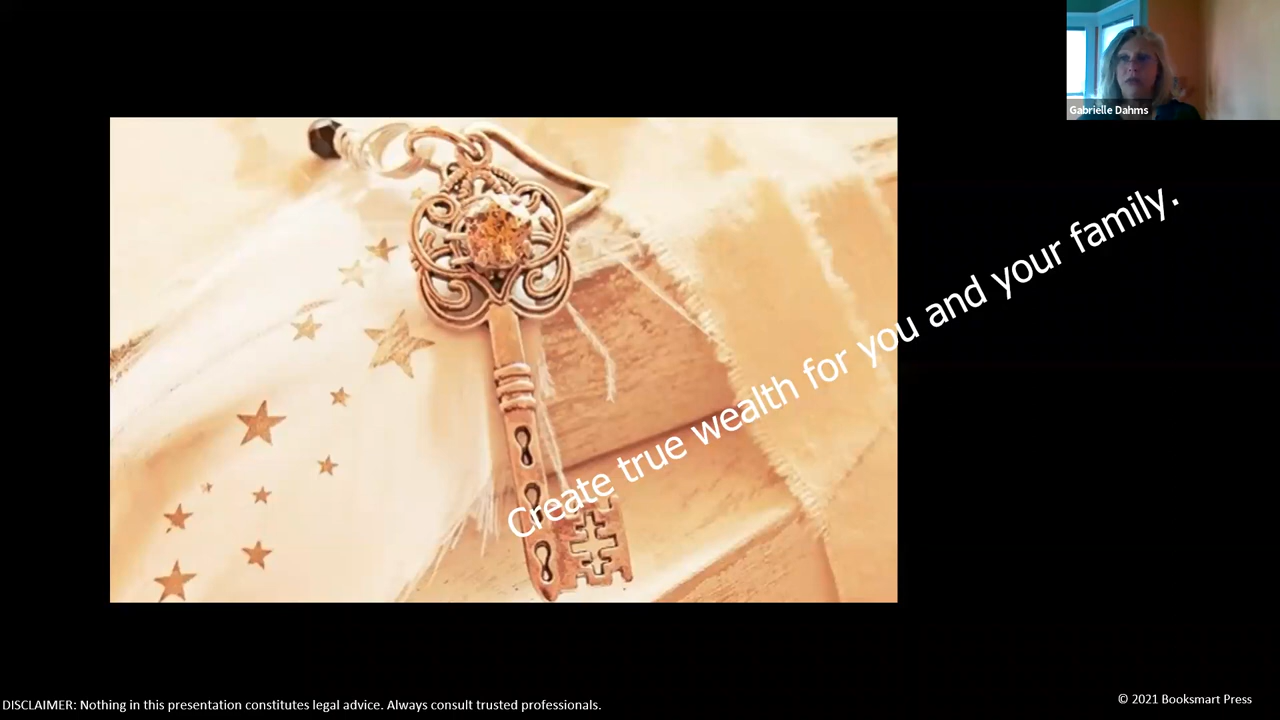 Gabrielle Dahms
Create true wealth for you and your family.
DISCLAIMER: Nothing in this presentation constitutes legal advice. Always consult trusted professionals.
© 2021 Booksmart Press